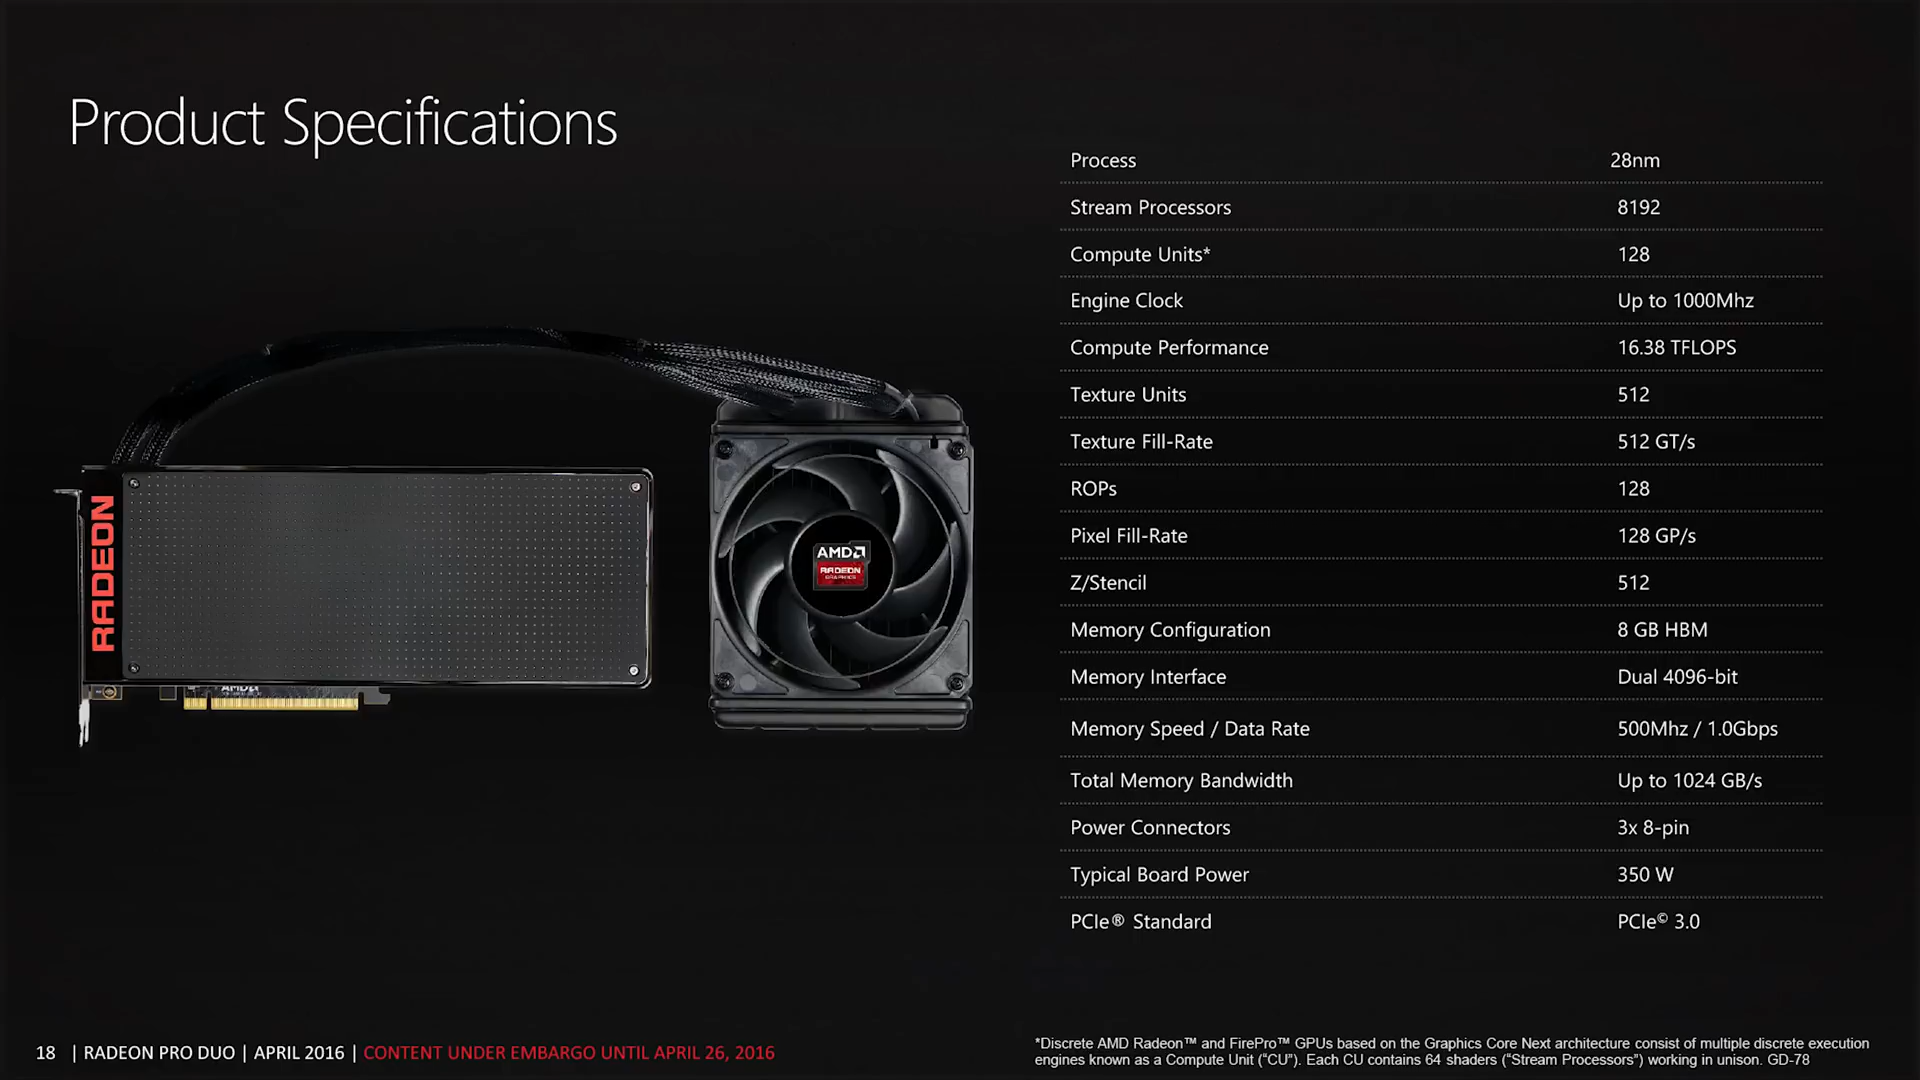 Product Specifications
Process 28nm
Stream Processors 8192
Compute Units* 128
Engine Clock Up to 1000Mhz
Compute Performance 16.38 TFLOPS
Texture Units 512
Texture Fill-Rate 512 GT/s
ROPs 128
Pixel Fill-Rate 128 GP/s
Z/Stencil 512
Memory Configuration 8 GB HBM
Memory Interface Dual 4096-bit
Memory Speed / Data Rate 500Mhz / 1.0Gbps
Total Memory Bandwidth Up to 1024 GB/s
Power Connectors 3x 8-pin
Typical Board Power 350 W
PCIe® Standard PCIe© 3.0
RADEON
AMD
RADEON
GRAPHICS
AMD
18 | RADEON PRO DUO | APRIL 2016 | CONTENT UNDER EMBARGO UNTIL APRIL 26, 2016
*Discrete AMD Radeon™ and FirePro™ GPUs based on the Graphics Core Next architecture consist of multiple discrete execution
engines known as a Compute Unit (“CU”). Each CU contains 64 shaders (“Stream Processors”) working in unison. GD-78